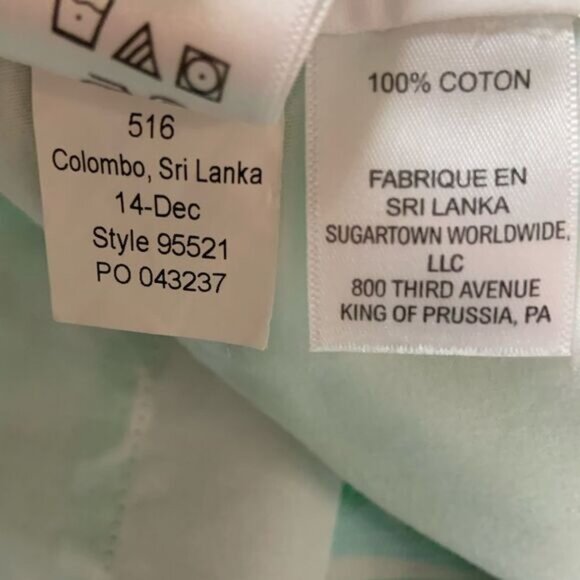 516
Colombo, Sri Lanka
14-Dec
Style 95521
PO 043237
100% COTON
FABRIQUE EN
SRI LANKA
SUGARTOWN WORLDWIDE,
LLC
800 THIRD AVENUE
KING OF PRUSSIA, PA